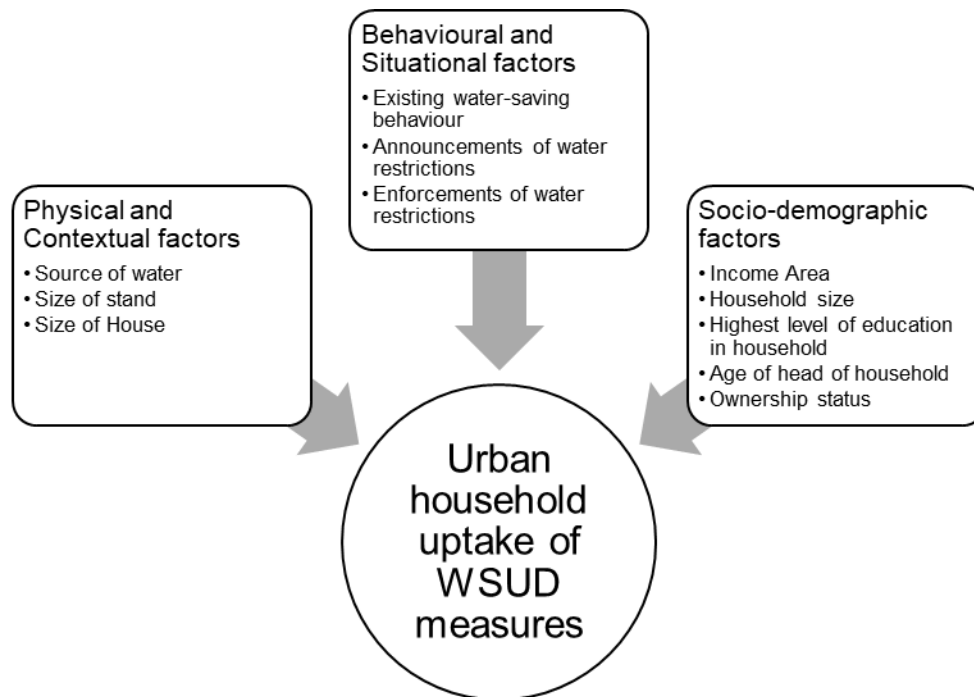 Behavioural and
Situational factors
• Existing water-saving
behaviour
• Announcements of water
restrictions
• Enforcements of water
restrictions
Physical and
Contextual factors
• Source of water
• Size of stand
• Size of House
Socio-demographic
factors
• Income Area
• Household size
• Highest level of education
in household
• Age of head of household
• Ownership status
Urban
household
uptake of
WSUD
measures